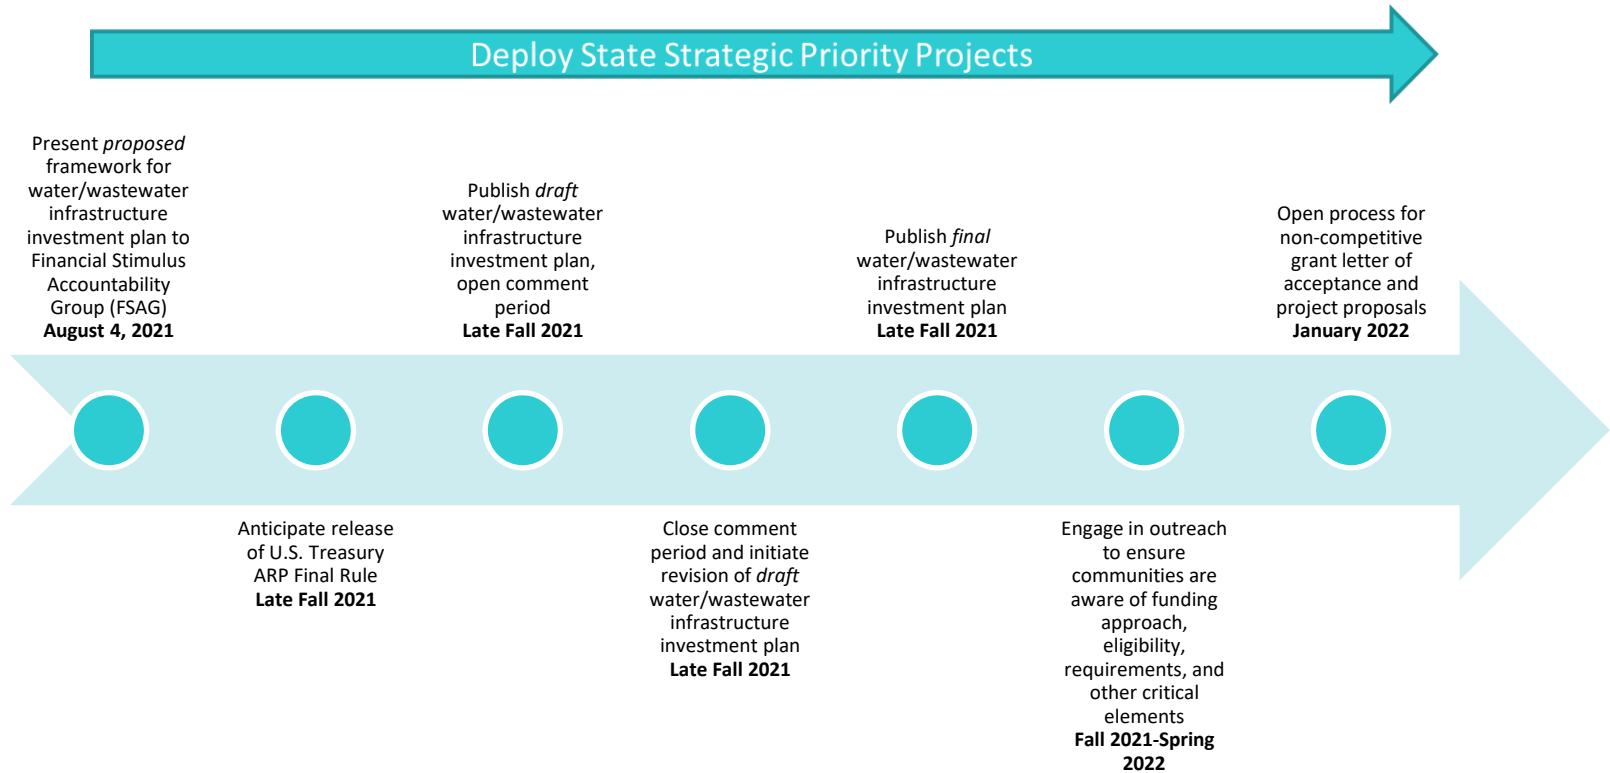 Deploy State Strategic Priority Projects
Present proposed
framework for
water/wastewater
infrastructure
investment plan to
Financial Stimulus
Accountability
Group (FSAG)
August 4, 2021
Anticipate release
of U.S. Treasury
ARP Final Rule
Late Fall 2021
Publish draft
water/wastewater
infrastructure
investment plan,
open comment
period
Late Fall 2021
Close comment
period and initiate
revision of draft
water/wastewater
infrastructure
investment plan
Late Fall 2021
Publish final
water/wastewater
infrastructure
investment plan
Late Fall 2021
Engage in outreach
to ensure
communities are
aware of funding
approach,
eligibility,
requirements, and
other critical
elements
Fall 2021-Spring
2022
Open process for
non-competitive
grant letter of
acceptance and
project proposals
January 2022